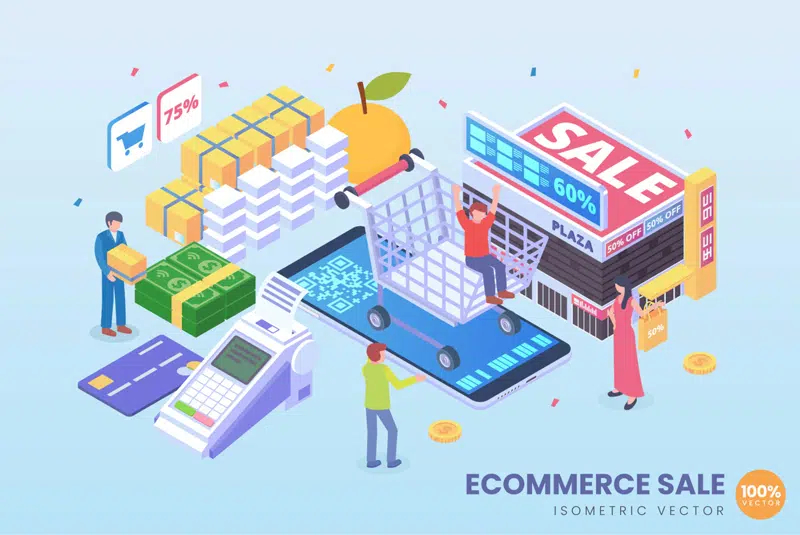 75%
SALE
60%
PLAZA
50% OFF
50% OFF
50%
ECOMMERCE SALE
ISOMETRIC VECTOR
100%
VECTOR